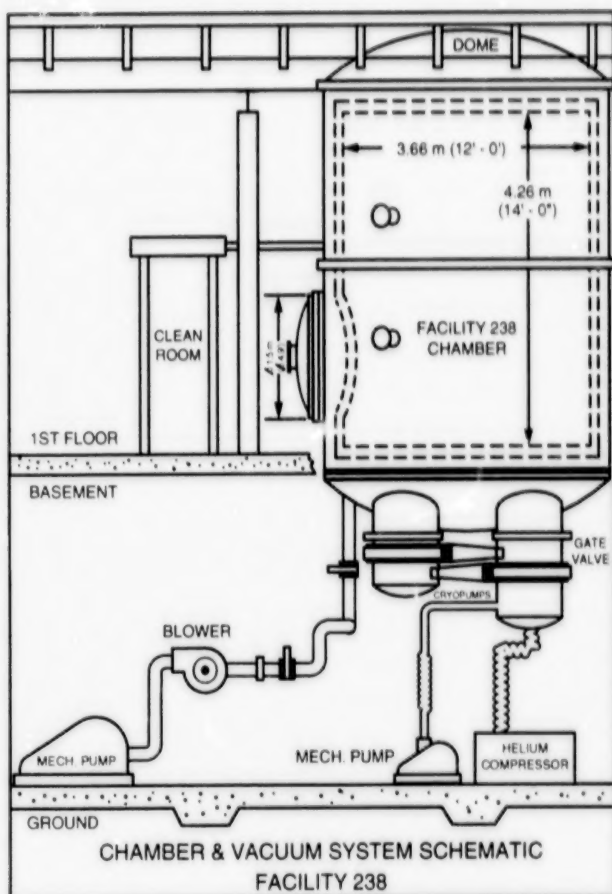 DOME
3.66 m (12' - 0')
4.26 m
(14' - 0")
CLEAN
ROOM
FACILITY 238
CHAMBER
1ST FLOOR
BASEMENT
GATE
VALVE
CRYOPUMPS
BLOWER
MECH. PUMP
MECH. PUMP
HELIUM
COMPRESSOR
GROUND
CHAMBER & VACUUM SYSTEM SCHEMATIC
FACILITY 238